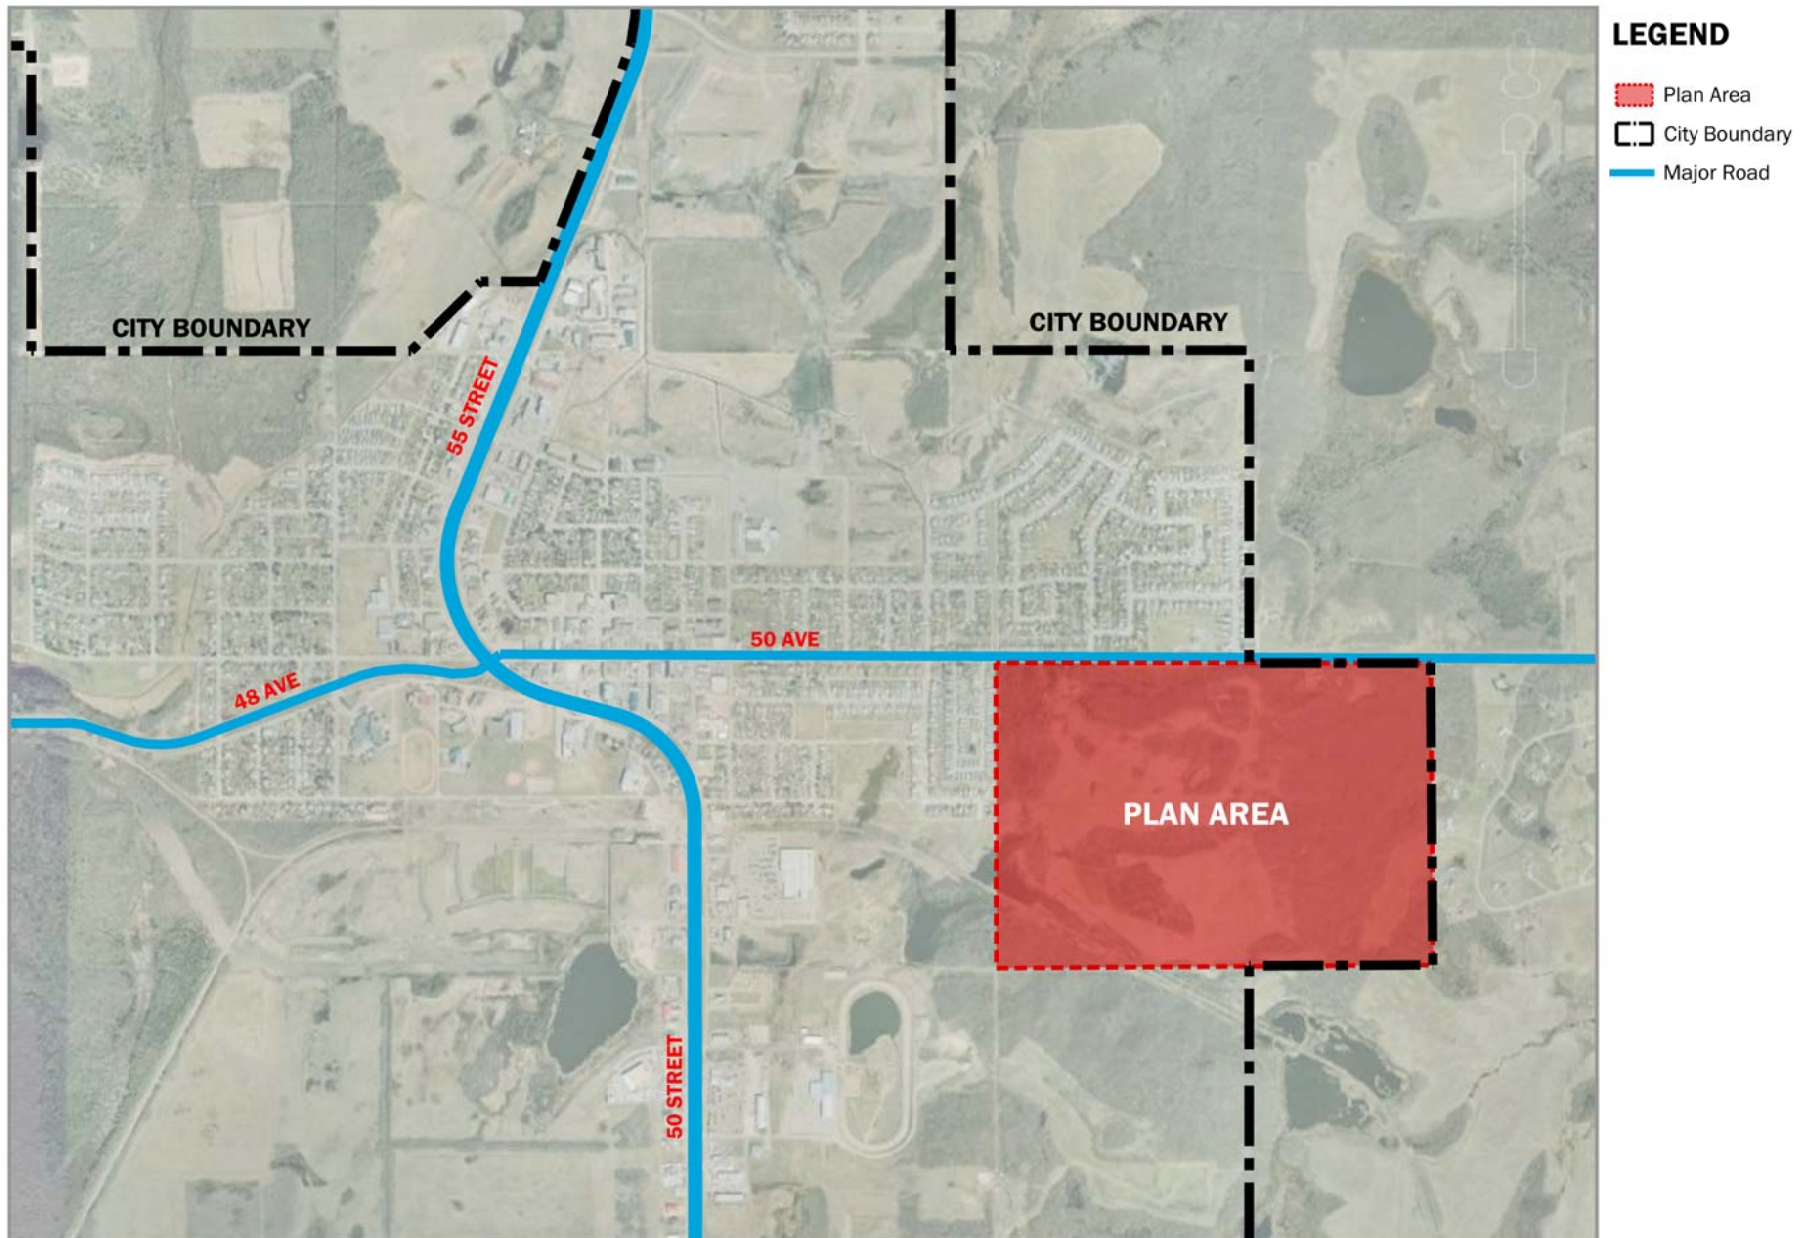 LEGEND
Plan Area
City Boundary
Major Road
CITY BOUNDARY
CITY BOUNDARY
55 STREET
50 AVE
48 AVE
PLAN AREA
50 STREET